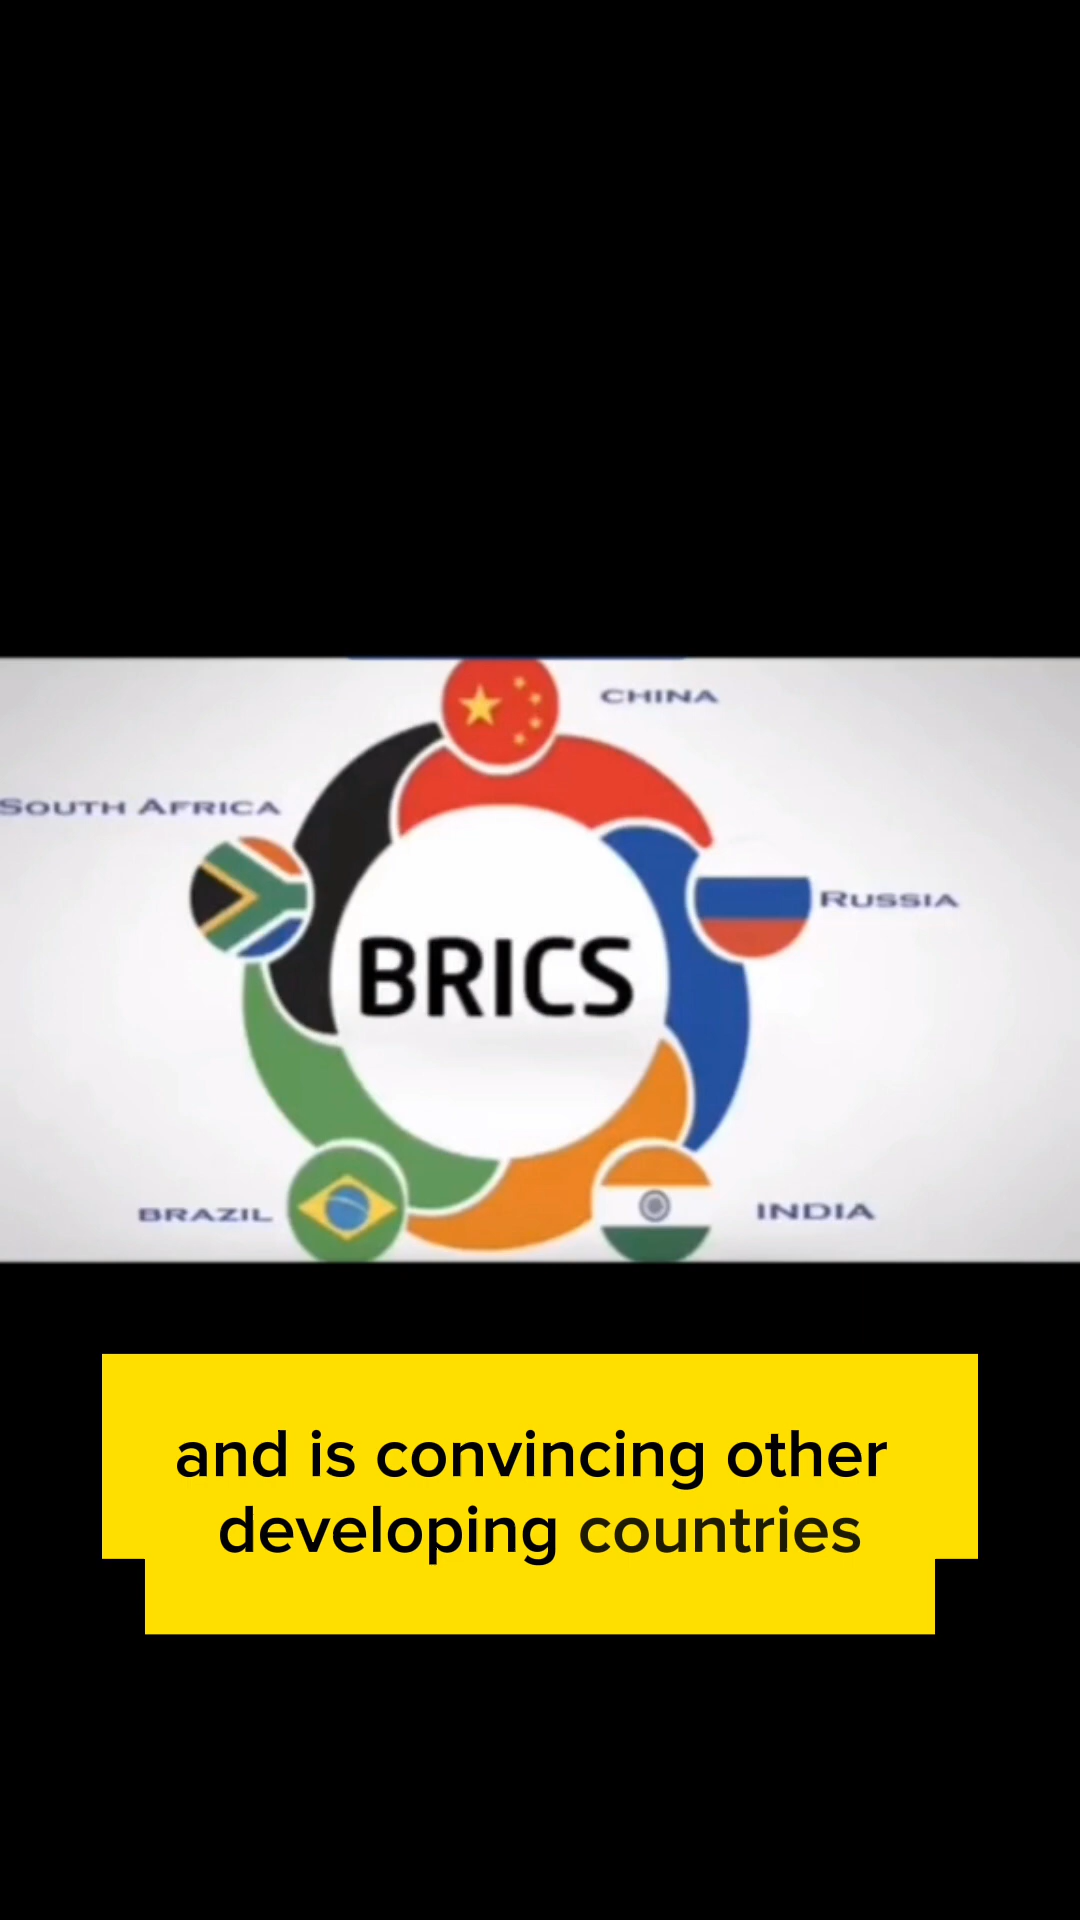 CHINA
SOUTH AFRICA
RUSSIA
BRICS
BRAZIL
INDIA
and is convincing other
developing countries